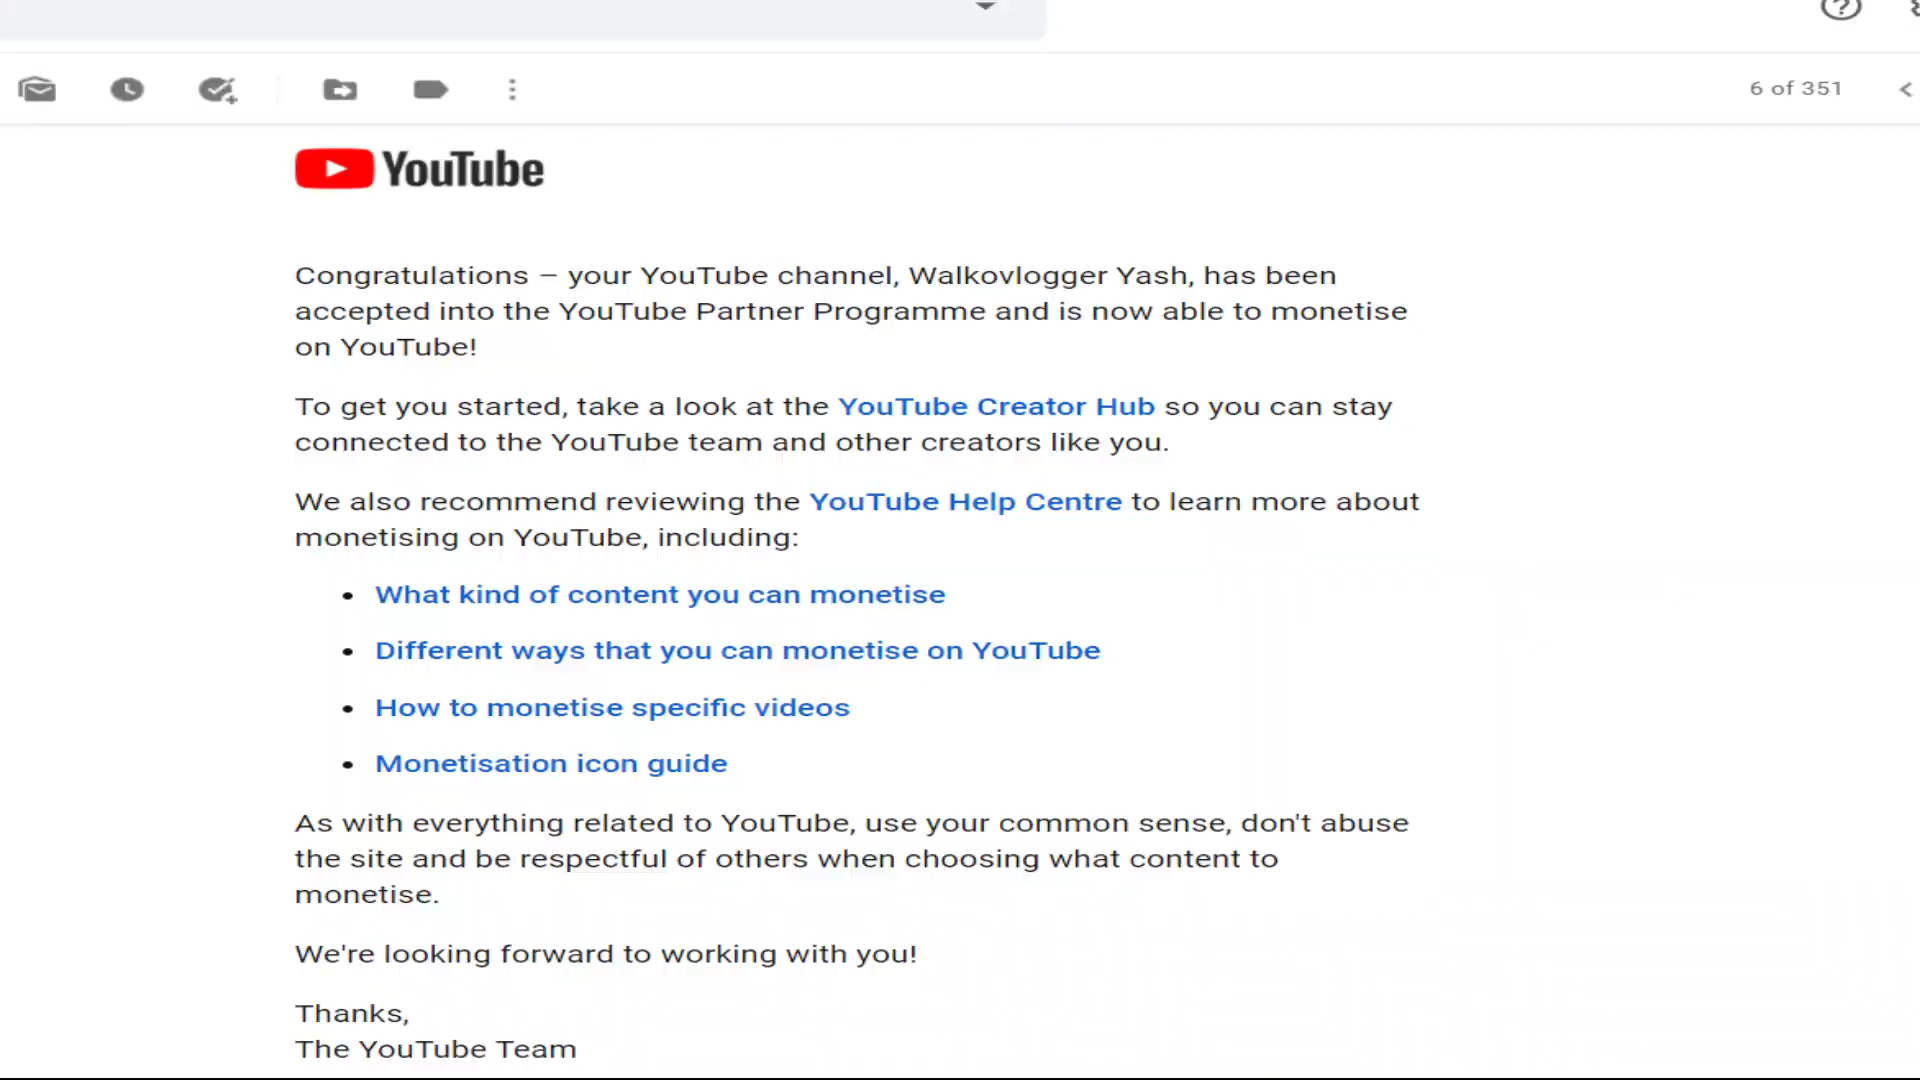 6 of 351
YouTube
Congratulations – your YouTube channel, Walkovlogger Yash, has been
accepted into the YouTube Partner Programme and is now able to monetise
on YouTube!
To get you started, take a look at the YouTube Creator Hub so you can stay
connected to the YouTube team and other creators like you.
We also recommend reviewing the YouTube Help Centre to learn more about
monetising on YouTube, including:
• What kind of content you can monetise
• Different ways that you can monetise on YouTube
• How to monetise specific videos
• Monetisation icon guide
As with everything related to YouTube, use your common sense, don't abuse
the site and be respectful of others when choosing what content to
monetise.
We're looking forward to working with you!
Thanks,
The YouTube Team